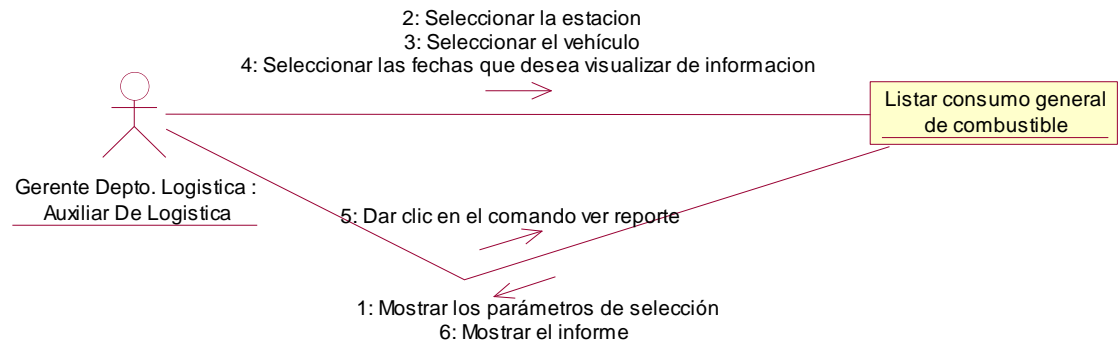 2: Seleccionar la estacion
3: Seleccionar el vehículo
4: Seleccionar las fechas que desea visualizar de informacion
Listar consumo general
de combustible
Gerente Depto. Logistica :
Auxiliar De Logistica
5: Dar clic en el comando ver reporte
1: Mostrar los parámetros de selección
6: Mostrar el informe